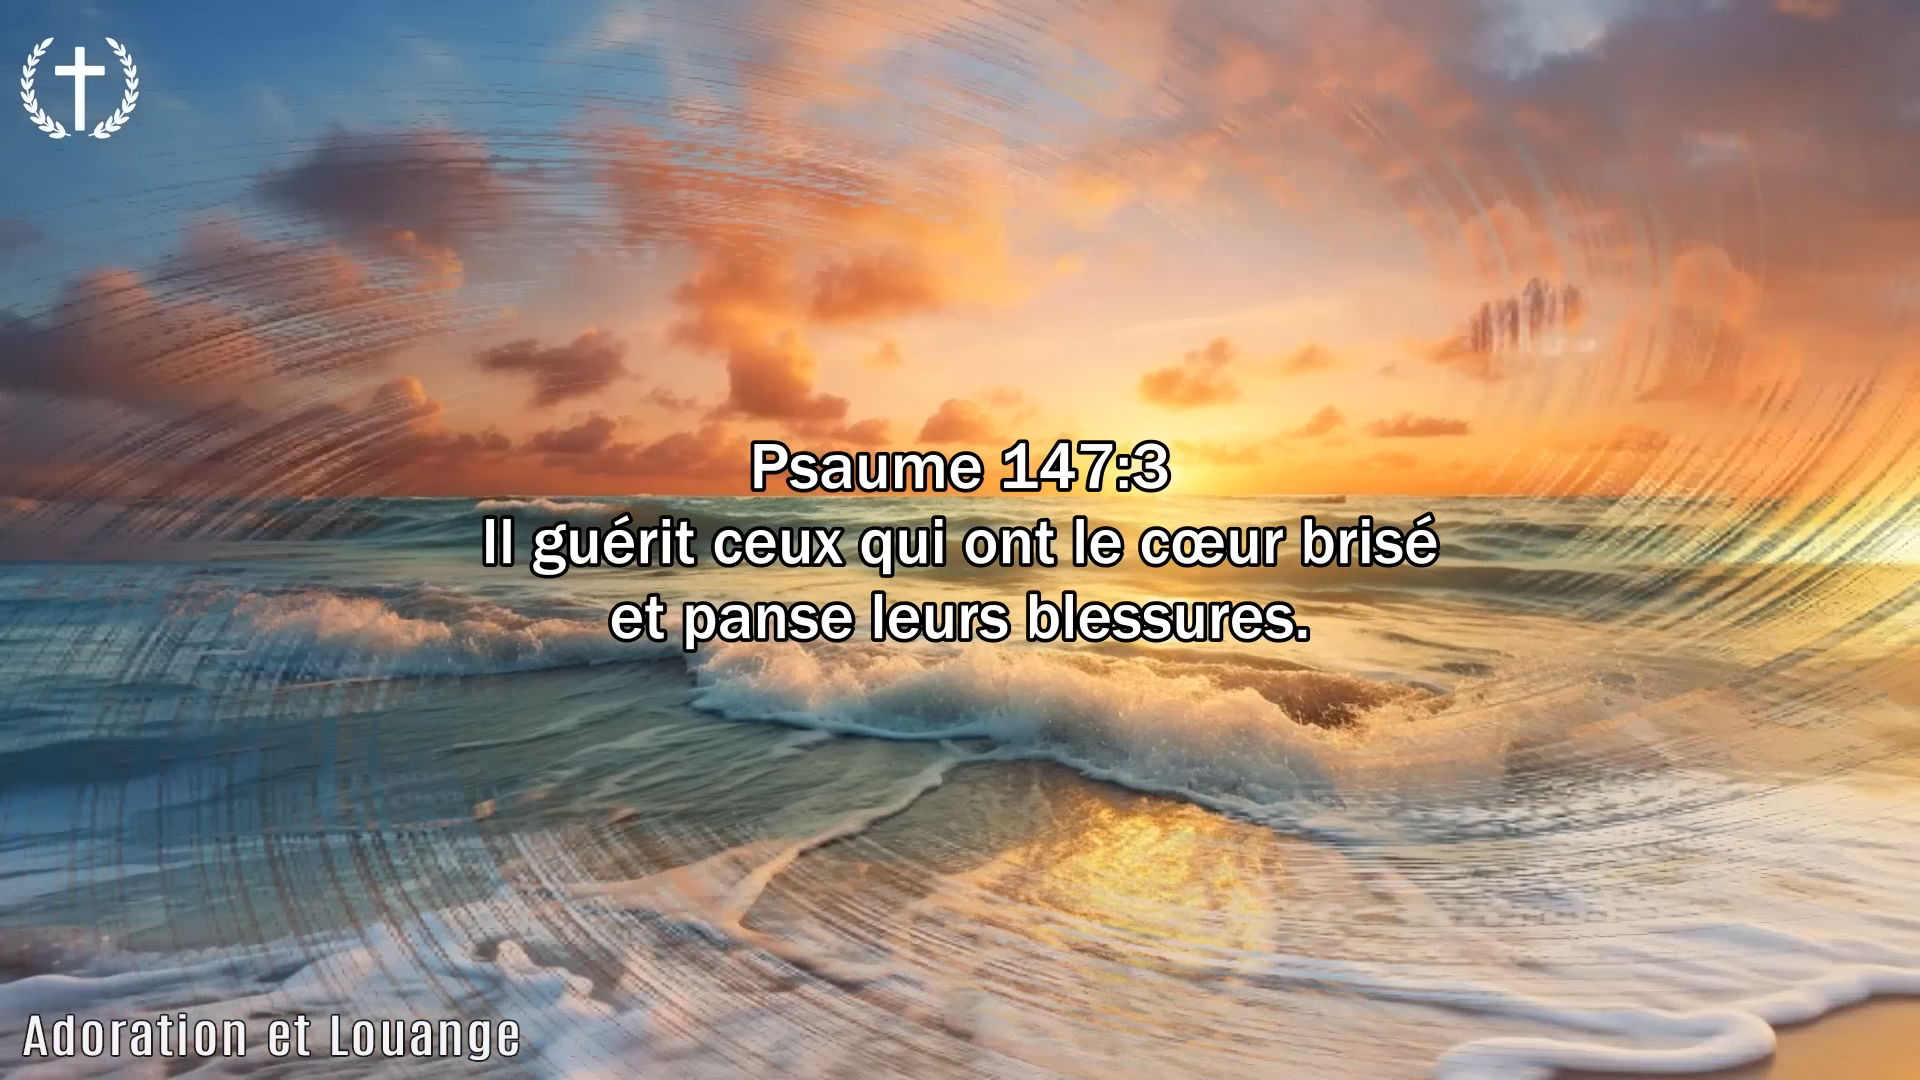 Psaume 147:3
Il guérit ceux qui ont le cœur brisé
et panse leurs blessures.
Adoration et Louange